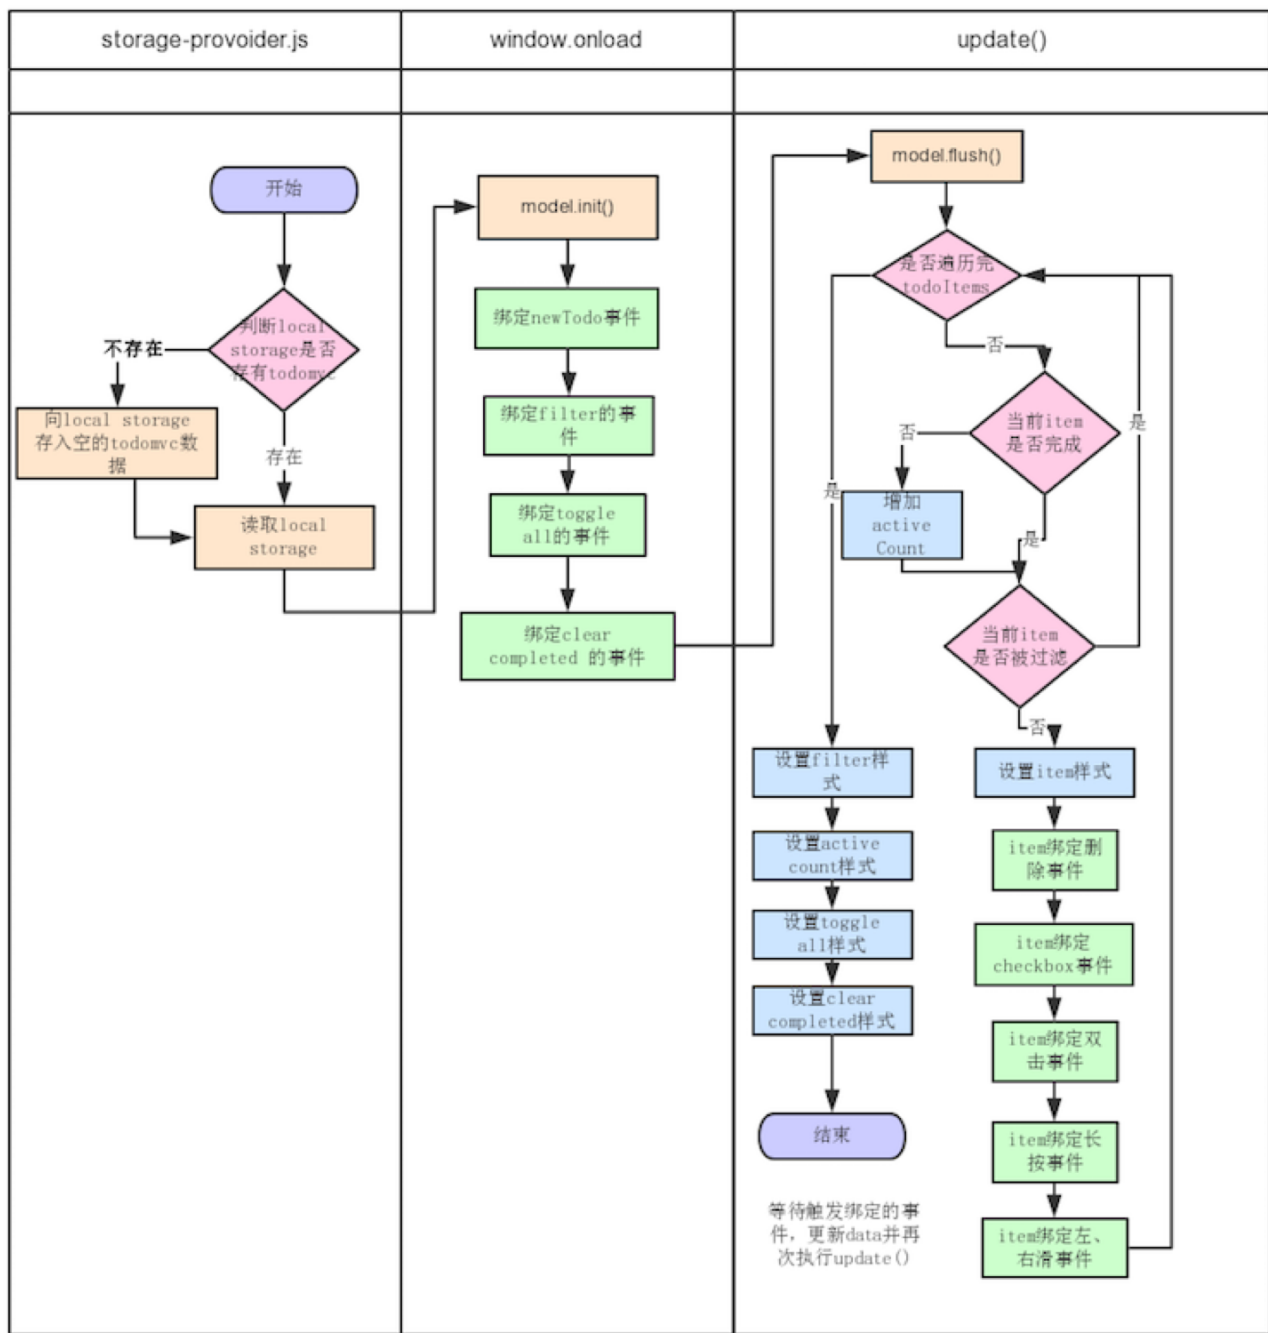 storage-provoider.js
window.onload
update()
开始
判断local
storage是否
存有todomvc
不存在
向local storage
存入空的todomvc数
据
存在
读取local
storage
model.init()
绑定newTodo事件
绑定filter的事
件
绑定toggle
all的事件
绑定clear
completed 的事件
model.flush()
是否遍历完
todoItems
否
当前item
是否完成
否
增加
active
Count
是
当前item
是否被过滤
是
否
设置item样式
item绑定删
除事件
item绑定
checkbox事件
item绑定双
击事件
item绑定长
按事件
item绑定左、
右滑事件
是
设置filter样
式
设置active
count样式
设置toggle
all样式
设置clear
completed样式
结束
等待触发绑定的事
件，更新data并再
次执行update()